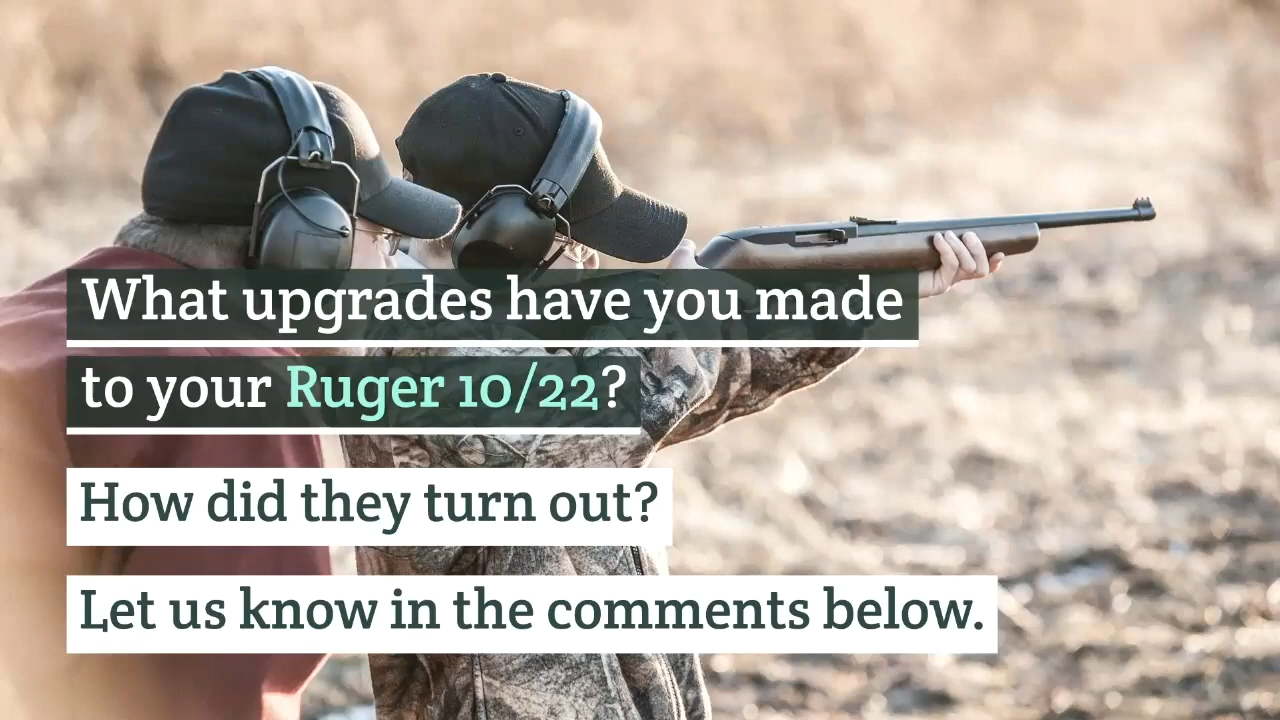 What upgrades have you made
to your Ruger 10/22?
How did they turn out?
Let us know in the comments below.